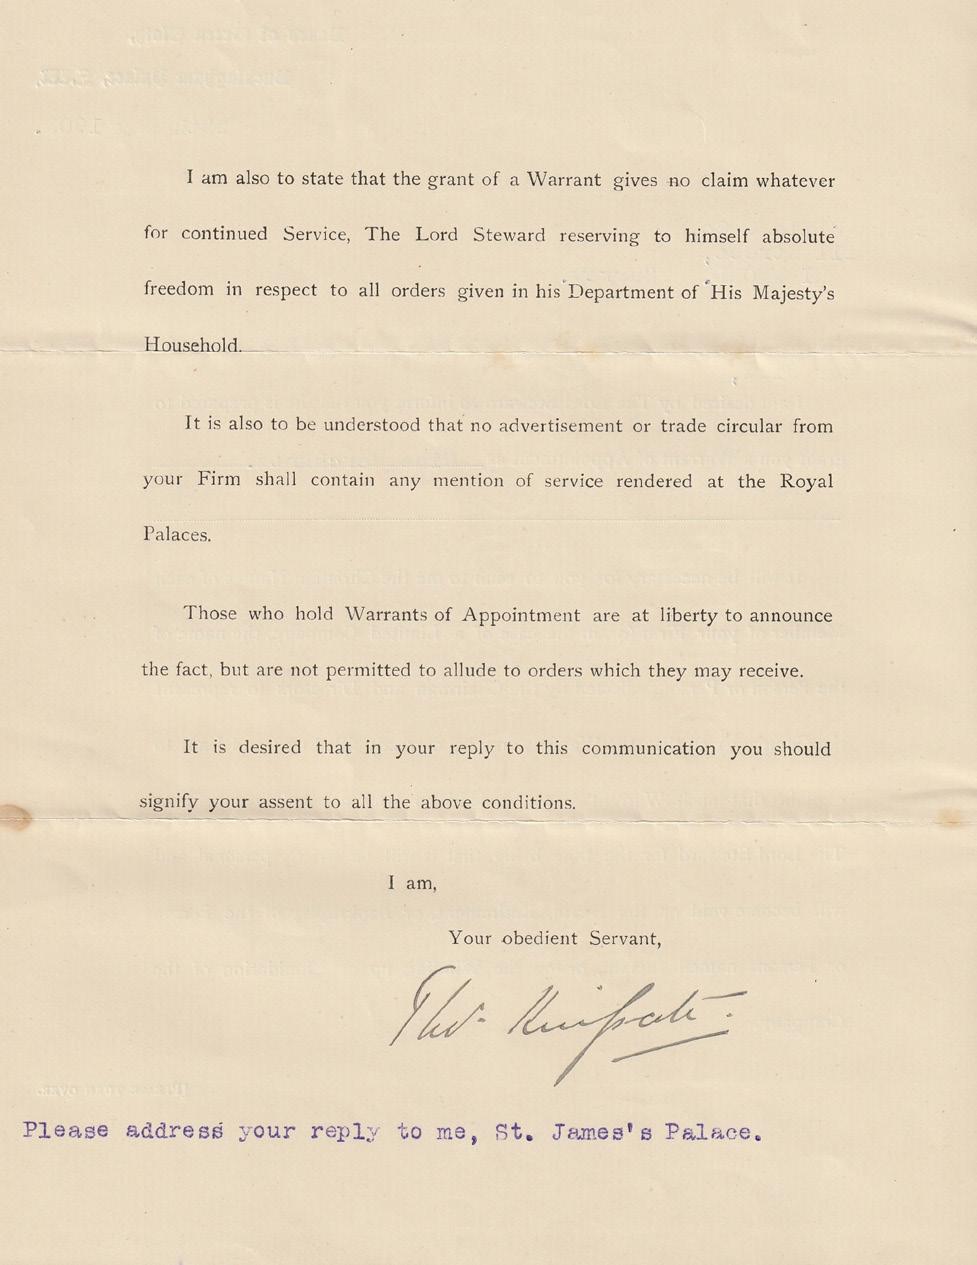 I am also to state that the grant of a Warrant gives no claim whatever
for continued Service, The Lord Steward reserving to himself absolute
freedom in respect to all orders given in his Department of His Majesty's
Household.
It is also to be understood that no advertisement or trade circular from
your Firm shall contain any mention of service rendered at the Royal
Palaces.
Those who hold Warrants of Appointment are at liberty to announce
the fact, but are not permitted to allude to orders which they may receive.
It is desired that in your reply to this communication you should
signify your assent to all the above conditions.
I am,
Your obedient Servant,
Please address your reply to me, St. James's Palace.